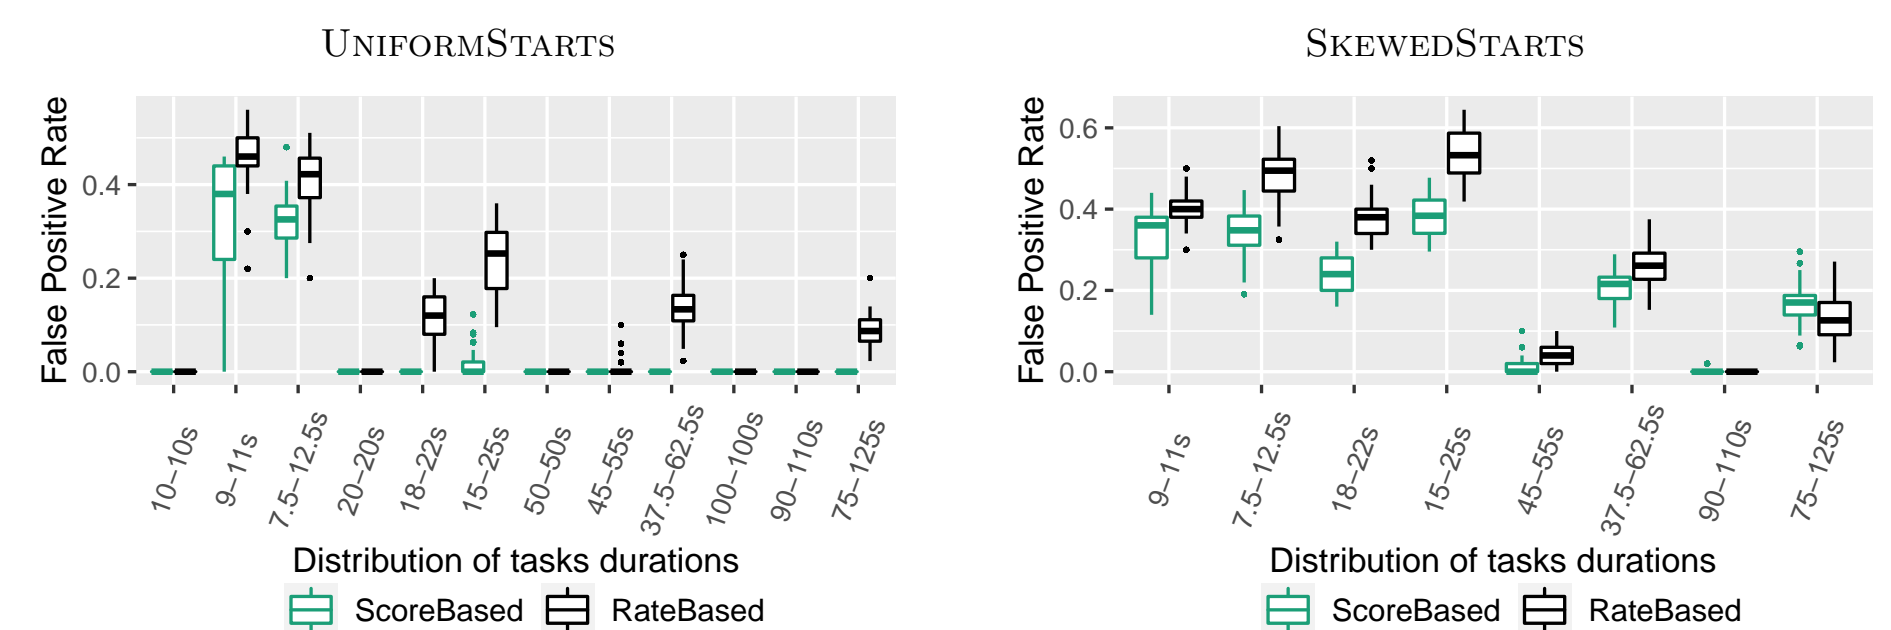 UNIFORMSTARTS
False Positive Rate
0.4
0.2
0.0
10−10s
9−11s
7.5−12.5s
20−20s
18−22s
15−25s
50−50s
45−55s
37.5−62.5s
100−100s
90−110s
75−125s
Distribution of tasks durations
ScoreBased RateBased
SKEWEDSTARTS
False Positive Rate
0.6
0.4
0.2
0.0
9−11s
7.5−12.5s
18−22s
15−25s
45−55s
37.5−62.5s
90−110s
75−125s
Distribution of tasks durations
ScoreBased RateBased